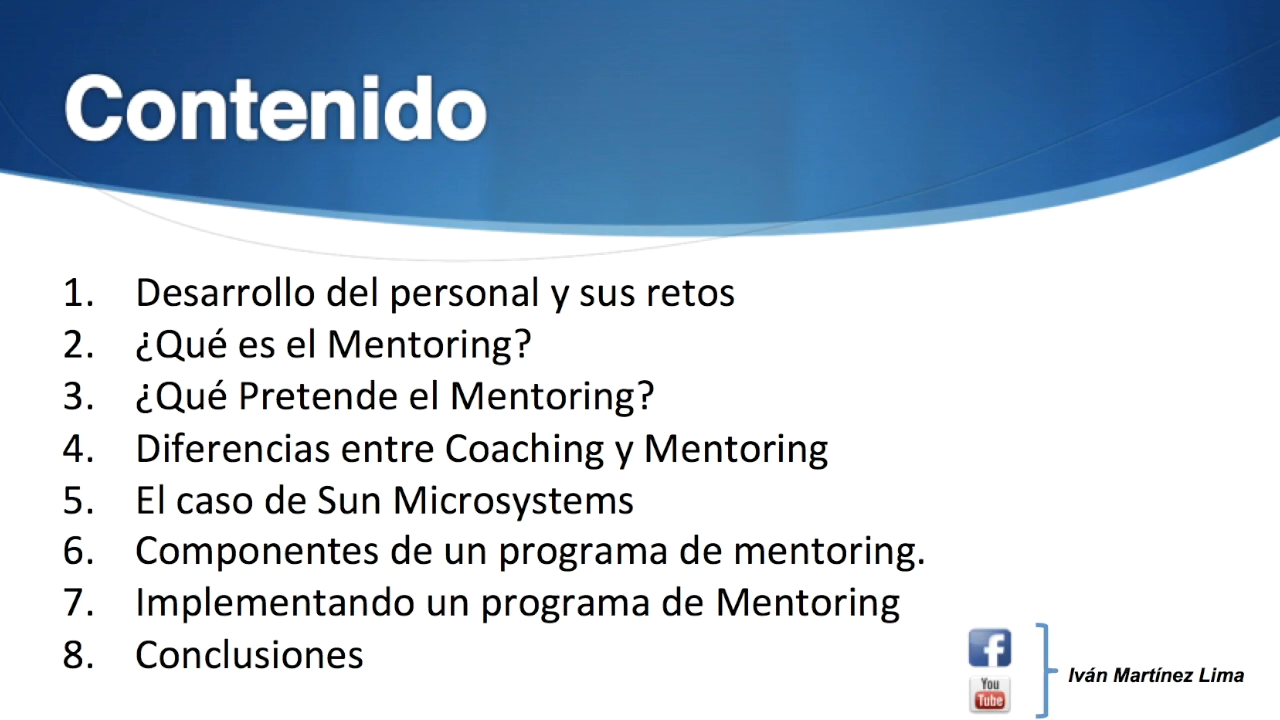 Contenido
1. Desarrollo del personal y sus retos
2. ¿Qué es el Mentoring?
3. ¿Qué Pretende el Mentoring?
4. Diferencias entre Coaching y Mentoring
5. El caso de Sun Microsystems
6. Componentes de un programa de mentoring.
7. Implementando un programa de Mentoring
8. Conclusiones
f
You
Tube
Iván Martínez Lima